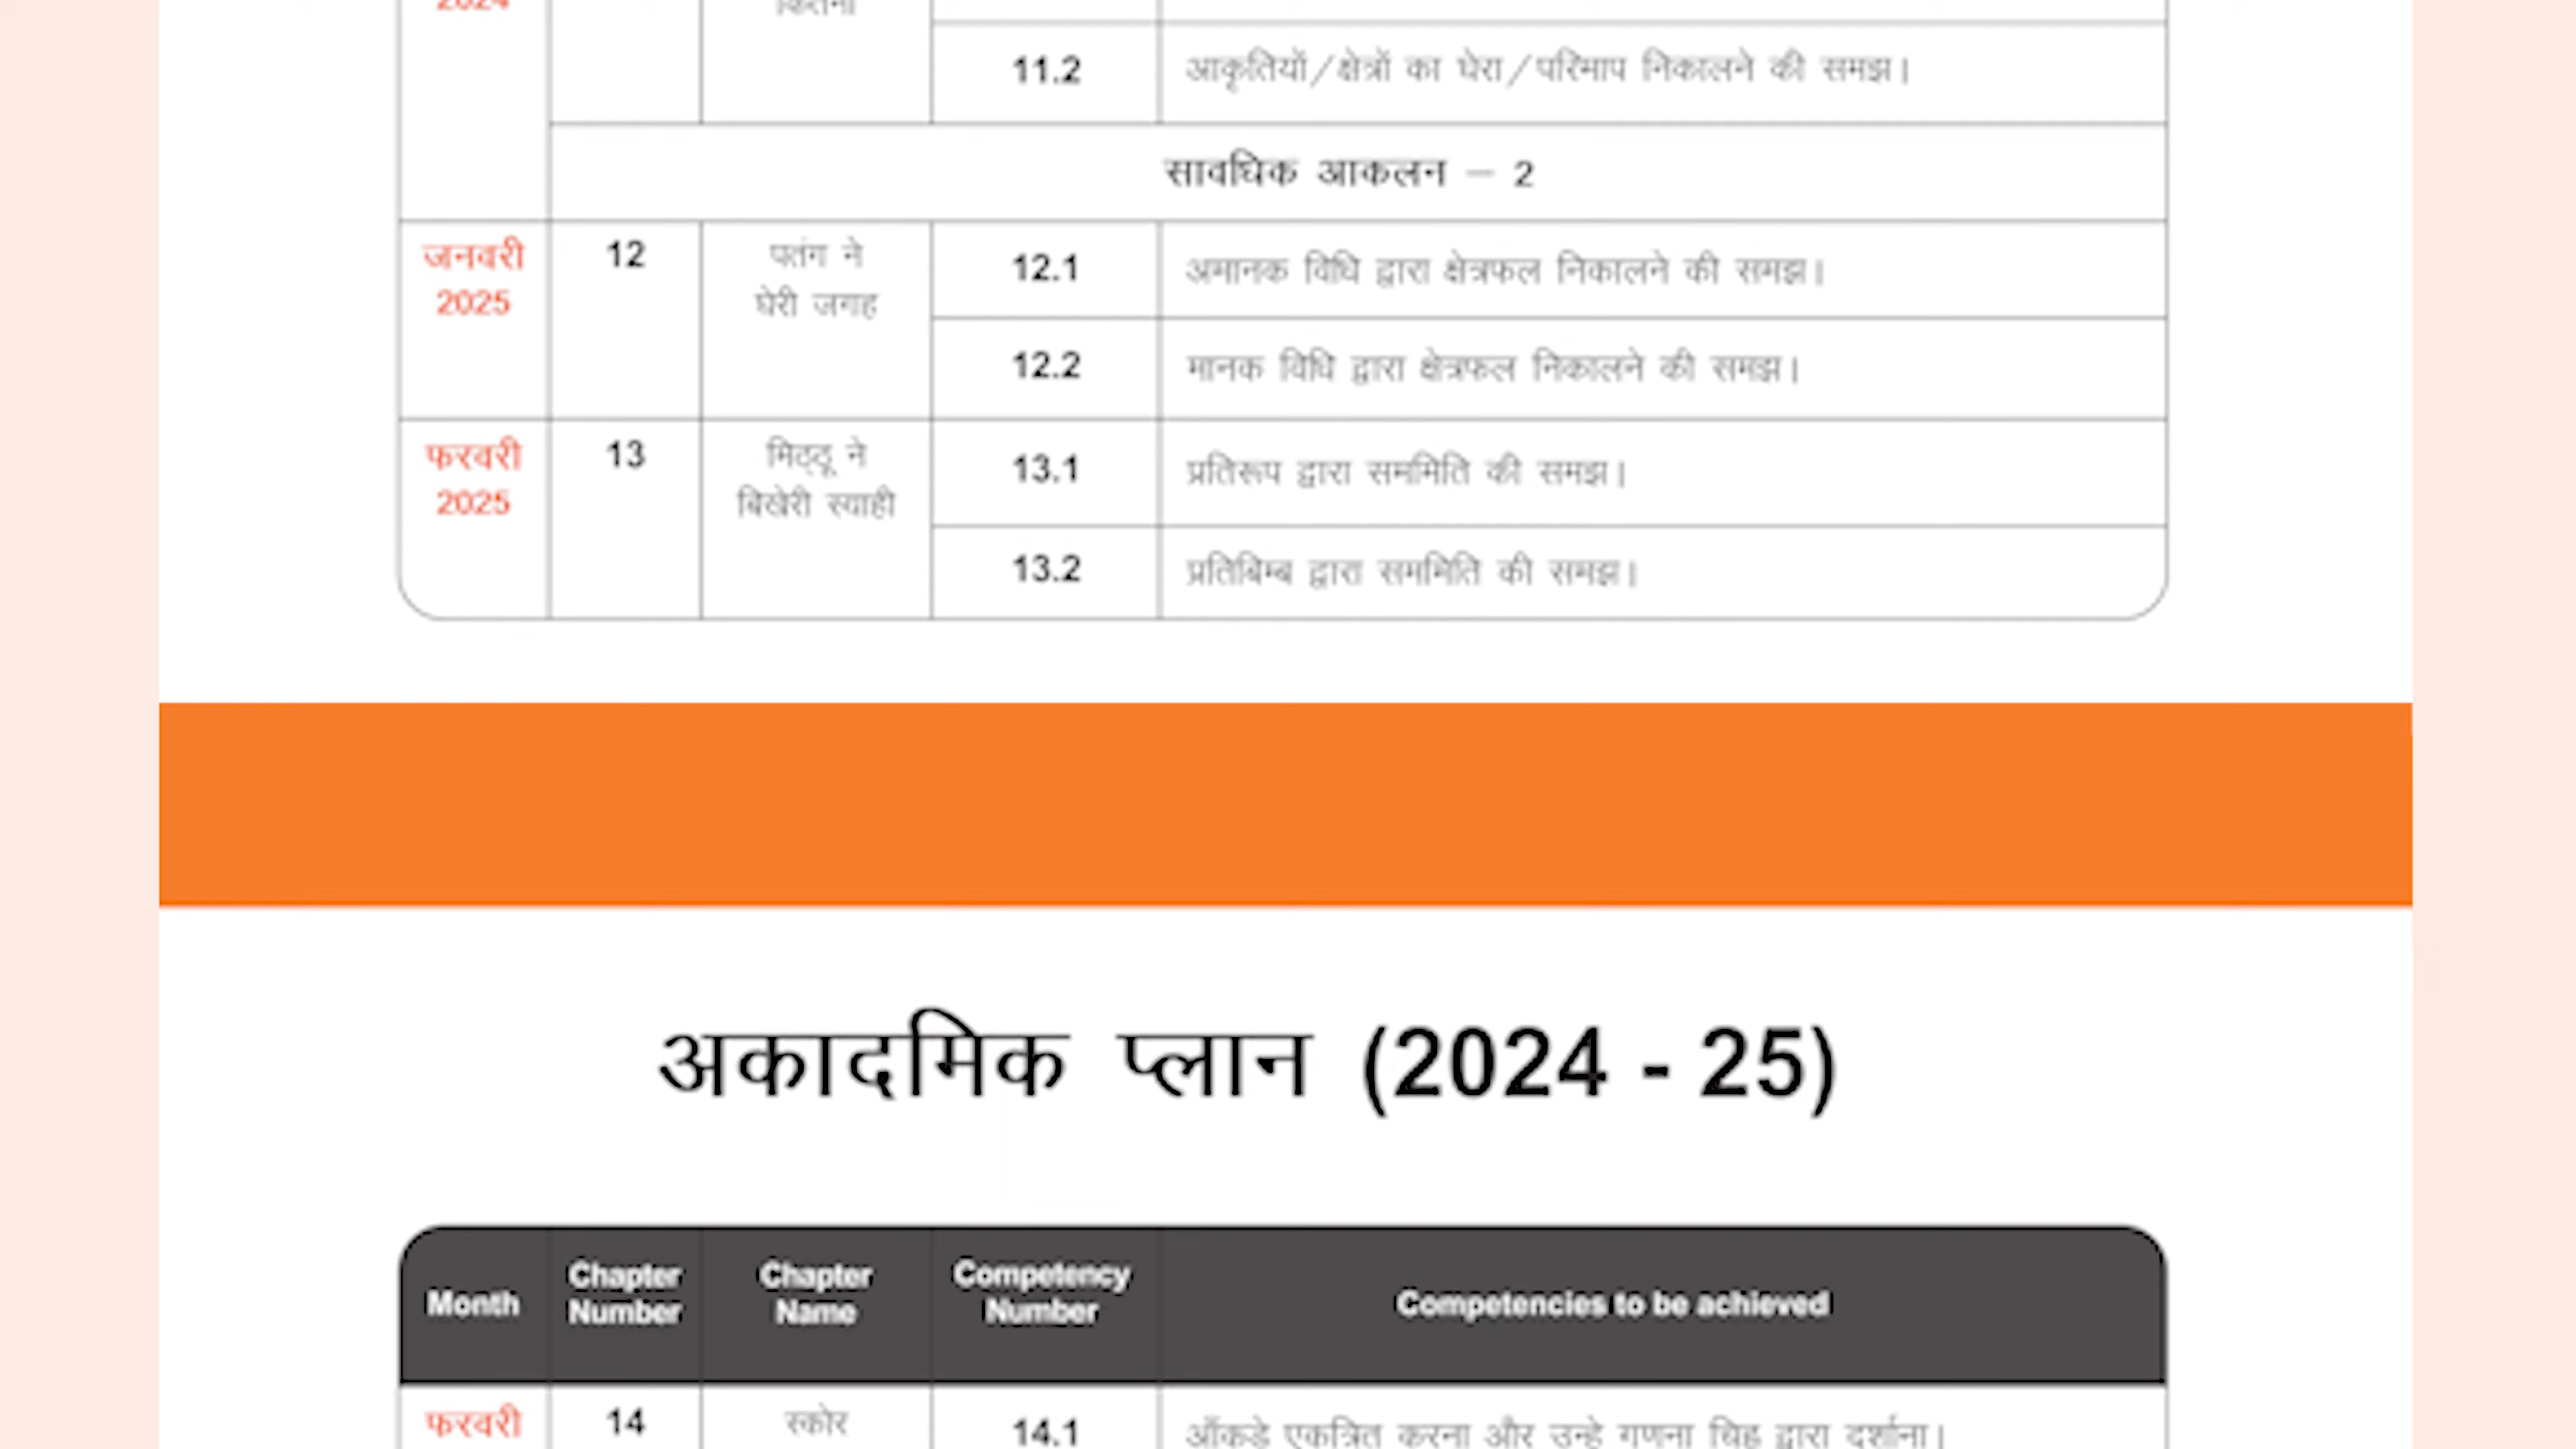 2024
कितना
11.2 आकृतियों/क्षेत्रों का घेरा/परिमाप निकालने की समझ।
सावधिक आकलन – 2
जनवरी 2025 12 पतंग ने घेरी जगह 12.1 अमानक विधि द्वारा क्षेत्रफल निकालने की समझ।
12.2 मानक विधि द्वारा क्षेत्रफल निकालने की समझ।
फरवरी 2025 13 मिठ्ठू ने बिखेरी स्याही 13.1 प्रतिरूप द्वारा सममिति की समझ।
13.2 प्रतिबिम्ब द्वारा सममिति की समझ।
अकादमिक प्लान (2024 - 25)
Month Chapter Number Chapter Name Competency Number Competencies to be achieved
फरवरी 14 स्कोर 14.1 आँकडे एकत्रित करना और उन्हे गणना चिह्न द्वारा दर्शाना।